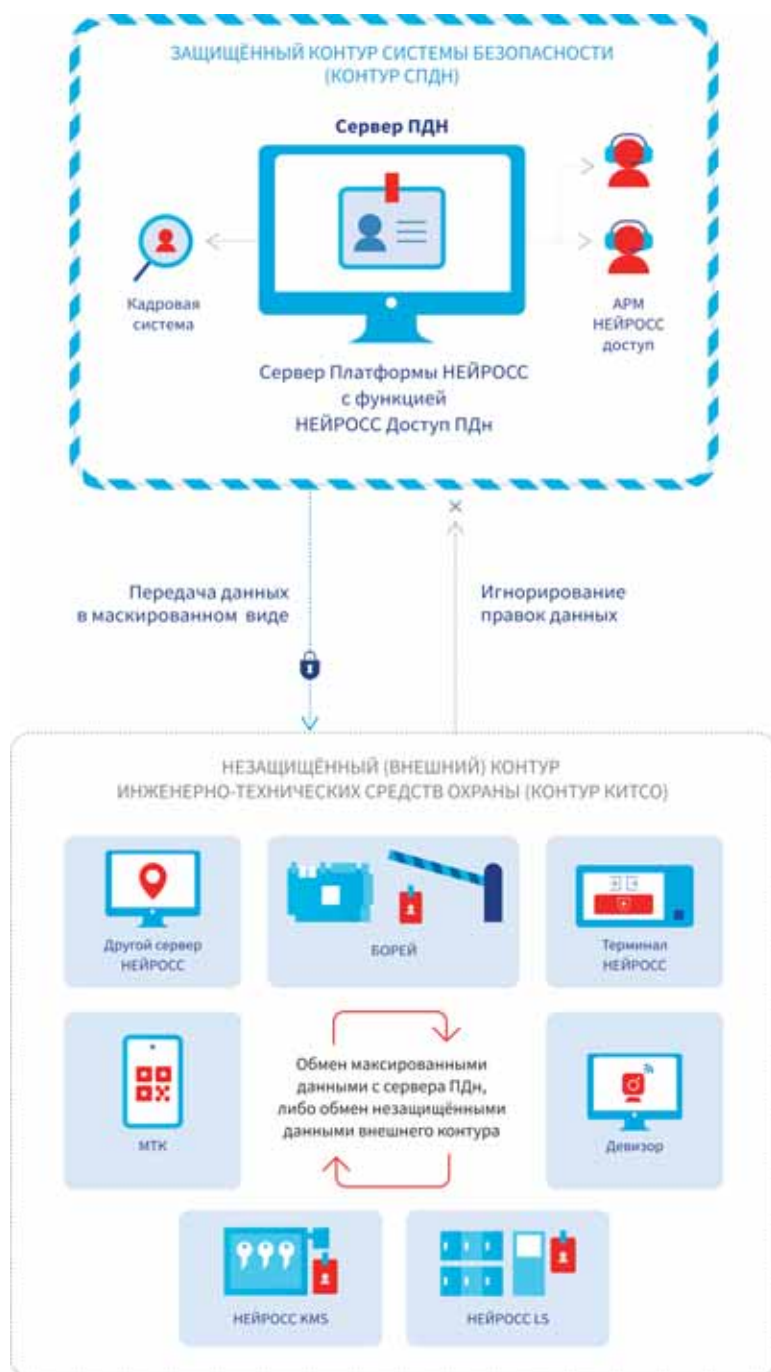 ЗАЩИЩЁННЫЙ КОНТУР СИСТЕМЫ БЕЗОПАСНОСТИ
(КОНТУР СПДН)
Сервер ПДН
Кадровая
система
АРМ
НЕЙРОСС
доступ
Сервер Платформы НЕЙРОСС
с функцией
НЕЙРОСС Доступ ПДн
Передача данных
в маскированном виде
Игнорирование
правок данных
НЕЗАЩИЩЁННЫЙ (ВНЕШНИЙ) КОНТУР
ИНЖЕНЕРНО-ТЕХНИЧЕСКИХ СРЕДСТВ ОХРАНЫ (КОНТУР КИТСО)
Другой сервер
НЕЙРОСС
БОРЕЙ
Терминал
НЕЙРОСС
МТК
Обмен максированными
данными с сервера ПДн,
либо обмен незащищёнными
данными внешнего контура
Девизор
НЕЙРОСС KMS
НЕЙРОСС LS